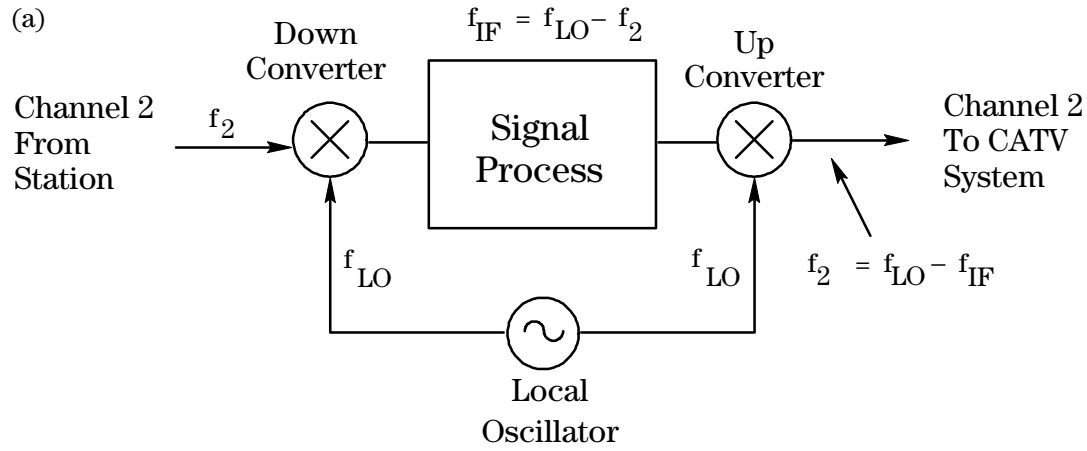 (a)
f_IF = f_LO – f_2
Down
Converter
Up
Converter
Channel 2
From
Station
f_2
Signal
Process
Channel 2
To CATV
System
f_LO
f_LO
f_2 = f_LO – f_IF
Local
Oscillator